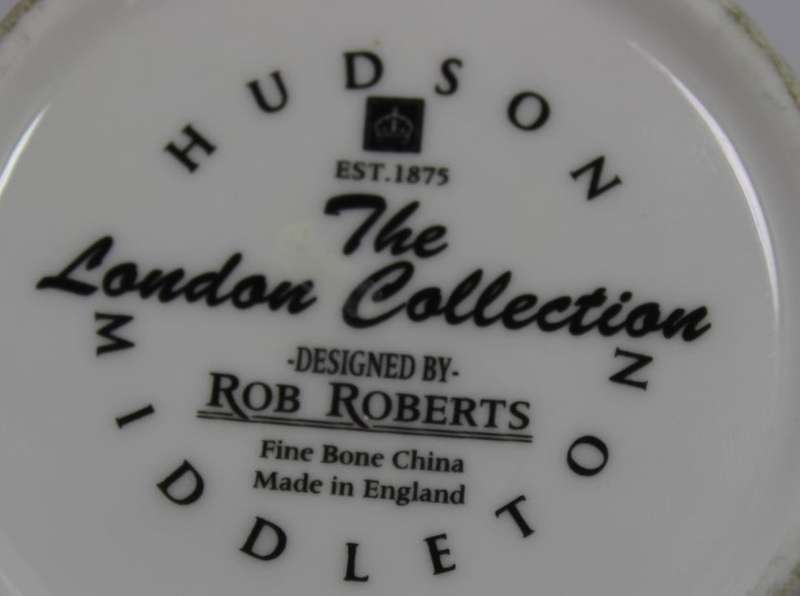 HUDSON
EST.1875
The
London Collection
-DESIGNED BY-
ROB ROBERTS
Fine Bone China
Made in England
MIDDLETON